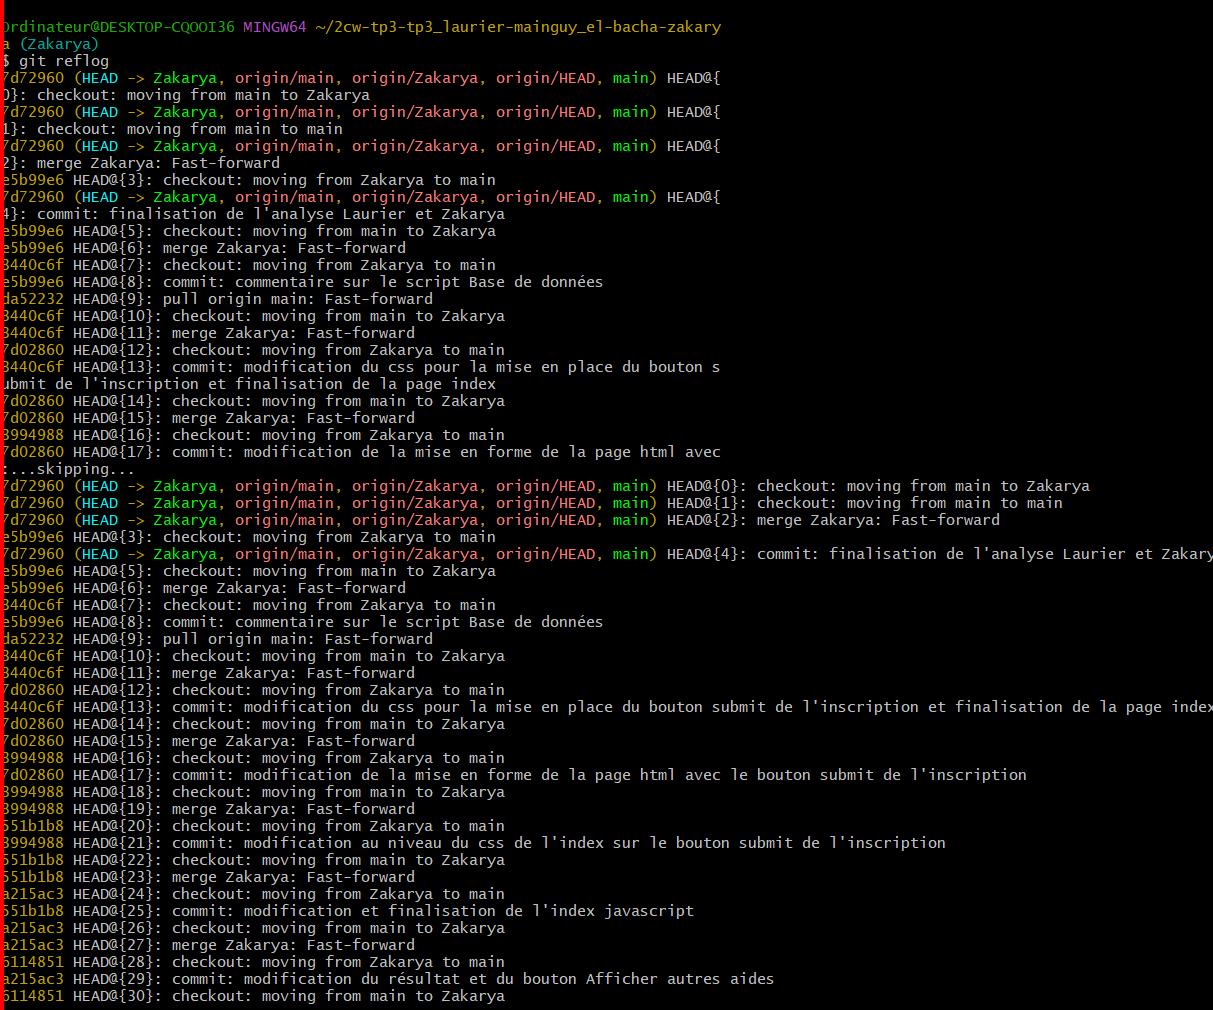 Ordinateur@DESKTOP-CQOOI36 MINGW64 ~/2cw-tp3-tp3_laurier-mainguy_el-bacha-zakary
a (Zakarya)
$ git reflog
7d72960 (HEAD -> Zakarya, origin/main, origin/Zakarya, origin/HEAD, main) HEAD@{
0}: checkout: moving from main to Zakarya
7d72960 (HEAD -> Zakarya, origin/main, origin/Zakarya, origin/HEAD, main) HEAD@{
1}: checkout: moving from main to main
7d72960 (HEAD -> Zakarya, origin/main, origin/Zakarya, origin/HEAD, main) HEAD@{
2}: merge Zakarya: Fast-forward
e5b99e6 HEAD@{3}: checkout: moving from Zakarya to main
7d72960 (HEAD -> Zakarya, origin/main, origin/Zakarya, origin/HEAD, main) HEAD@{
4}: commit: finalisation de l'analyse Laurier et Zakarya
e5b99e6 HEAD@{5}: checkout: moving from main to Zakarya
e5b99e6 HEAD@{6}: merge Zakarya: Fast-forward
8440c6f HEAD@{7}: checkout: moving from Zakarya to main
e5b99e6 HEAD@{8}: commit: commentaire sur le script Base de données
da52232 HEAD@{9}: pull origin main: Fast-forward
8440c6f HEAD@{10}: checkout: moving from main to Zakarya
8440c6f HEAD@{11}: merge Zakarya: Fast-forward
7d02860 HEAD@{12}: checkout: moving from Zakarya to main
8440c6f HEAD@{13}: commit: modification du css pour la mise en place du bouton s
ubmit de l'inscription et finalisation de la page index
7d02860 HEAD@{14}: checkout: moving from main to Zakarya
7d02860 HEAD@{15}: merge Zakarya: Fast-forward
8994988 HEAD@{16}: checkout: moving from Zakarya to main
7d02860 HEAD@{17}: commit: modification de la mise en forme de la page html avec
:...skipping...
7d72960 (HEAD -> Zakarya, origin/main, origin/Zakarya, origin/HEAD, main) HEAD@{0}: checkout: moving from main to Zakarya
7d72960 (HEAD -> Zakarya, origin/main, origin/Zakarya, origin/HEAD, main) HEAD@{1}: checkout: moving from main to main
7d72960 (HEAD -> Zakarya, origin/main, origin/Zakarya, origin/HEAD, main) HEAD@{2}: merge Zakarya: Fast-forward
e5b99e6 HEAD@{3}: checkout: moving from Zakarya to main
7d72960 (HEAD -> Zakarya, origin/main, origin/Zakarya, origin/HEAD, main) HEAD@{4}: commit: finalisation de l'analyse Laurier et Zakary
e5b99e6 HEAD@{5}: checkout: moving from main to Zakarya
e5b99e6 HEAD@{6}: merge Zakarya: Fast-forward
8440c6f HEAD@{7}: checkout: moving from Zakarya to main
e5b99e6 HEAD@{8}: commit: commentaire sur le script Base de données
da52232 HEAD@{9}: pull origin main: Fast-forward
8440c6f HEAD@{10}: checkout: moving from main to Zakarya
8440c6f HEAD@{11}: merge Zakarya: Fast-forward
7d02860 HEAD@{12}: checkout: moving from Zakarya to main
8440c6f HEAD@{13}: commit: modification du css pour la mise en place du bouton submit de l'inscription et finalisation de la page index
7d02860 HEAD@{14}: checkout: moving from main to Zakarya
7d02860 HEAD@{15}: merge Zakarya: Fast-forward
8994988 HEAD@{16}: checkout: moving from Zakarya to main
7d02860 HEAD@{17}: commit: modification de la mise en forme de la page html avec le bouton submit de l'inscription
8994988 HEAD@{18}: checkout: moving from main to Zakarya
8994988 HEAD@{19}: merge Zakarya: Fast-forward
551b1b8 HEAD@{20}: checkout: moving from Zakarya to main
8994988 HEAD@{21}: commit: modification au niveau du css de l'index sur le bouton submit de l'inscription
551b1b8 HEAD@{22}: checkout: moving from main to Zakarya
551b1b8 HEAD@{23}: merge Zakarya: Fast-forward
a215ac3 HEAD@{24}: checkout: moving from Zakarya to main
551b1b8 HEAD@{25}: commit: modification et finalisation de l'index javascript
a215ac3 HEAD@{26}: checkout: moving from main to Zakarya
a215ac3 HEAD@{27}: merge Zakarya: Fast-forward
6114851 HEAD@{28}: checkout: moving from Zakarya to main
a215ac3 HEAD@{29}: commit: modification du résultat et du bouton Afficher autres aides
6114851 HEAD@{30}: checkout: moving from main to Zakarya